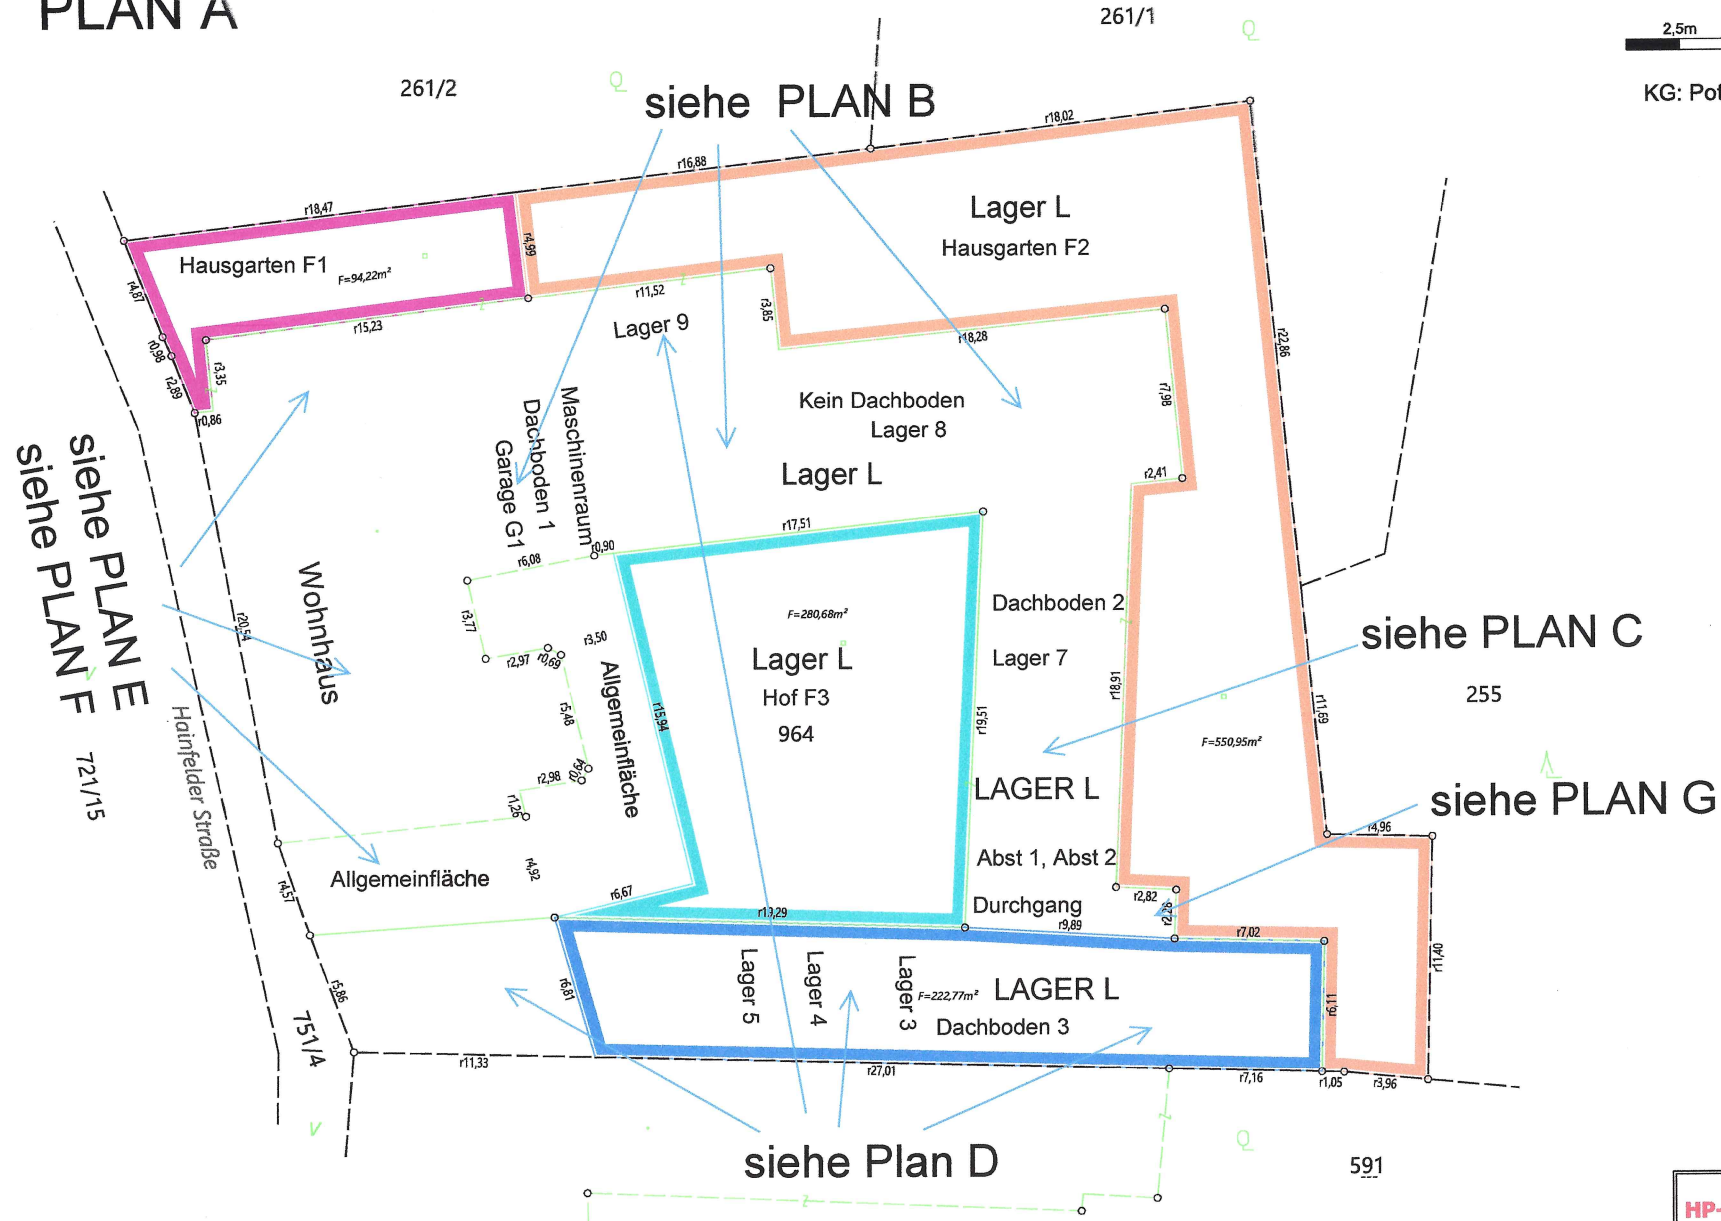 PLAN A
261/1
2,5m
261/2
siehe PLAN B
KG: Pot
r18,02
r16,88
r18,47
Lager L
Hausgarten F2
Hausgarten F1
F=94,22m²
r4,99
r4,87
r11,52
r3,85
r15,23
Lager 9
r18,28
r22,86
r0,98
r3,35
r2,89
r0,86
Kein Dachboden
Lager 8
r7,98
Lager L
r2,41
Maschinenraum
Dachboden 1
Garage G1
siehe PLAN E
siehe PLAN F
r17,51
r0,90
r6,08
Wohnhaus
r20,54
r3,77
r3,50
r2,97
r0,69
F=280,68m²
Dachboden 2
siehe PLAN C
Lager L
Hof F3
964
Lager 7
Allgemeinfläche
r15,94
r5,48
r18,91
r19,51
r11,69
255
F=550,95m²
Hainfelder Straße
721/15
r2,98
r1,26
LAGER L
siehe PLAN G
r4,96
Abst 1, Abst 2
Allgemeinfläche
r4,92
r6,67
r4,57
r2,82
Durchgang
r9,89
r7,02
r11,40
r5,86
r6,81
Lager 5
Lager 4
Lager 3
F=222,77m²
LAGER L
Dachboden 3
r6,11
751/4
r11,33
r27,01
r7,16
r1,05
r3,96
siehe Plan D
591
HP-